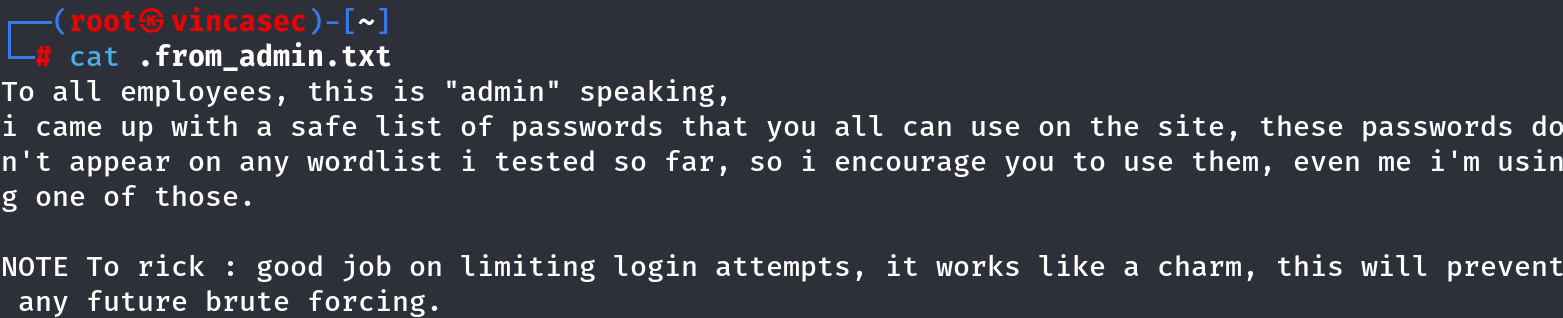 ┌──(root㉿vincasec)-[~]
└─# cat .from_admin.txt
To all employees, this is "admin" speaking,
i came up with a safe list of passwords that you all can use on the site, these passwords do
n't appear on any wordlist i tested so far, so i encourage you to use them, even me i'm usin
g one of those.

NOTE To rick : good job on limiting login attempts, it works like a charm, this will prevent
 any future brute forcing.